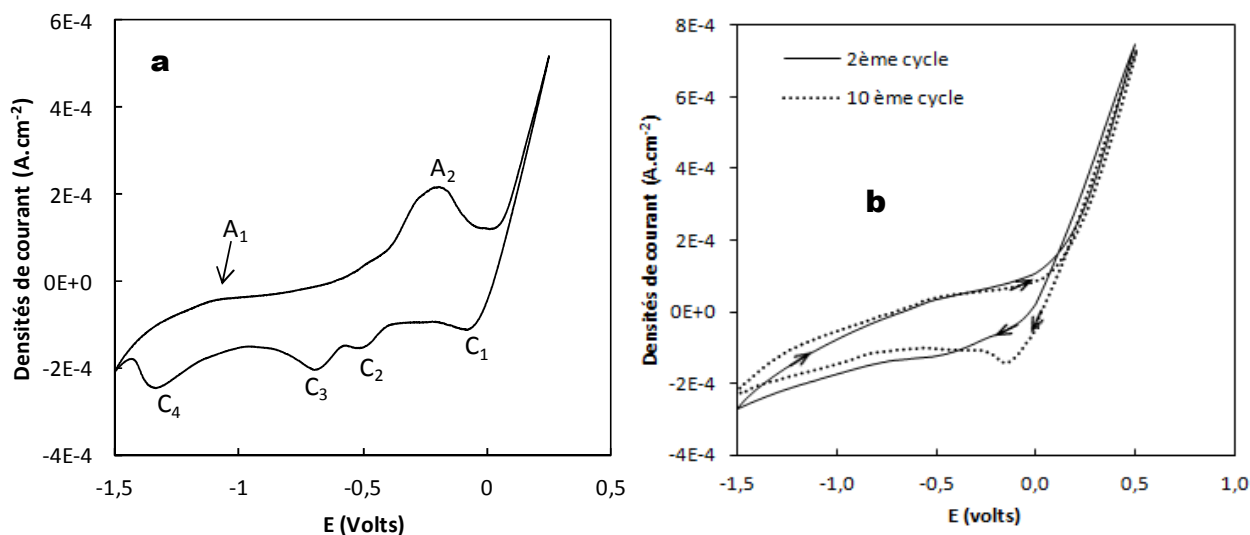 a
6E-4
4E-4
2E-4
0E+0
-2E-4
-4E-4
Densités de courant (A.cm-2)
A1
A2
C1
C2
C3
C4
-1,5
-1
-0,5
0
0,5
E (Volts)
b
2ème cycle
10 ème cycle
8E-4
6E-4
4E-4
2E-4
0E+0
-2E-4
-4E-4
Densités de courant (A.cm-2)
-1,5
-1,0
-0,5
0,0
0,5
1,0
E (volts)